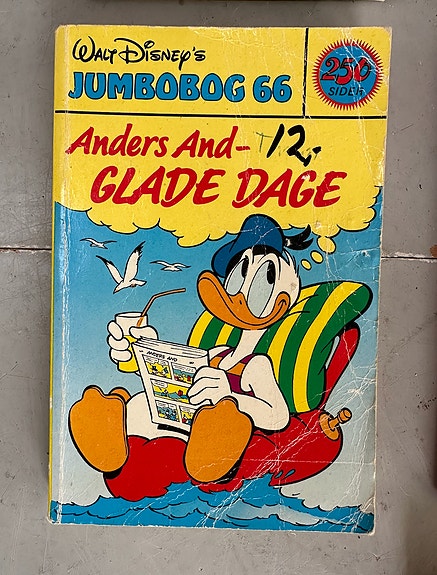 WALT DISNEY'S
JUMBOBOG 66
250
SIDER
Anders And-
12,-
GLADE DAGE
ANDERS AND